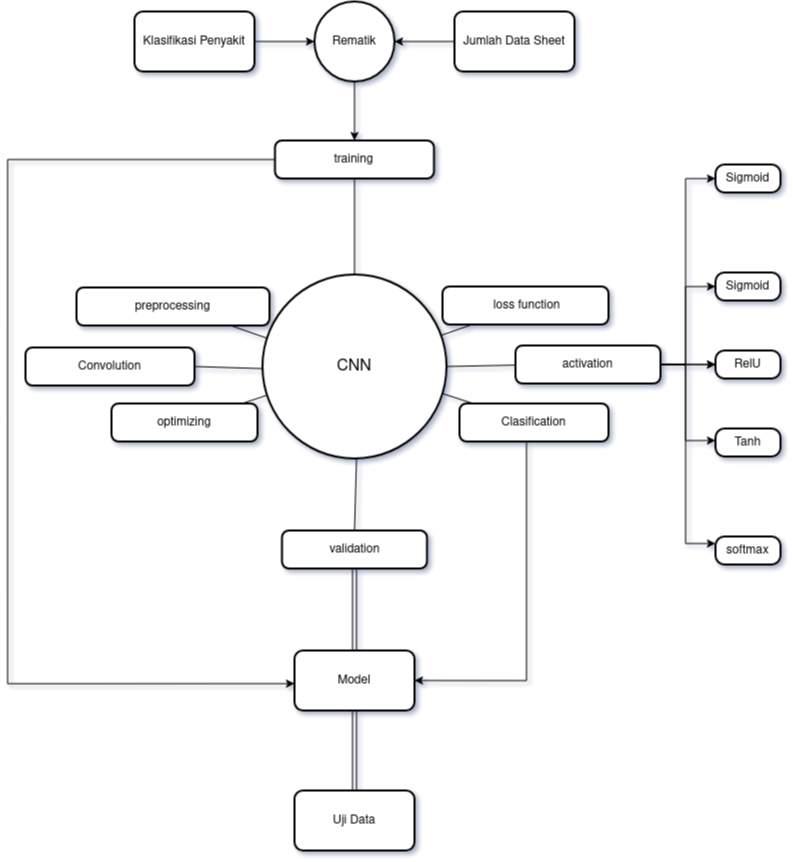 Klasifikasi Penyakit
Rematik
Jumlah Data Sheet
training
Sigmoid
preprocessing
loss function
Sigmoid
Convolution
CNN
activation
RelU
optimizing
Clasification
Tanh
validation
softmax
Model
Uji Data